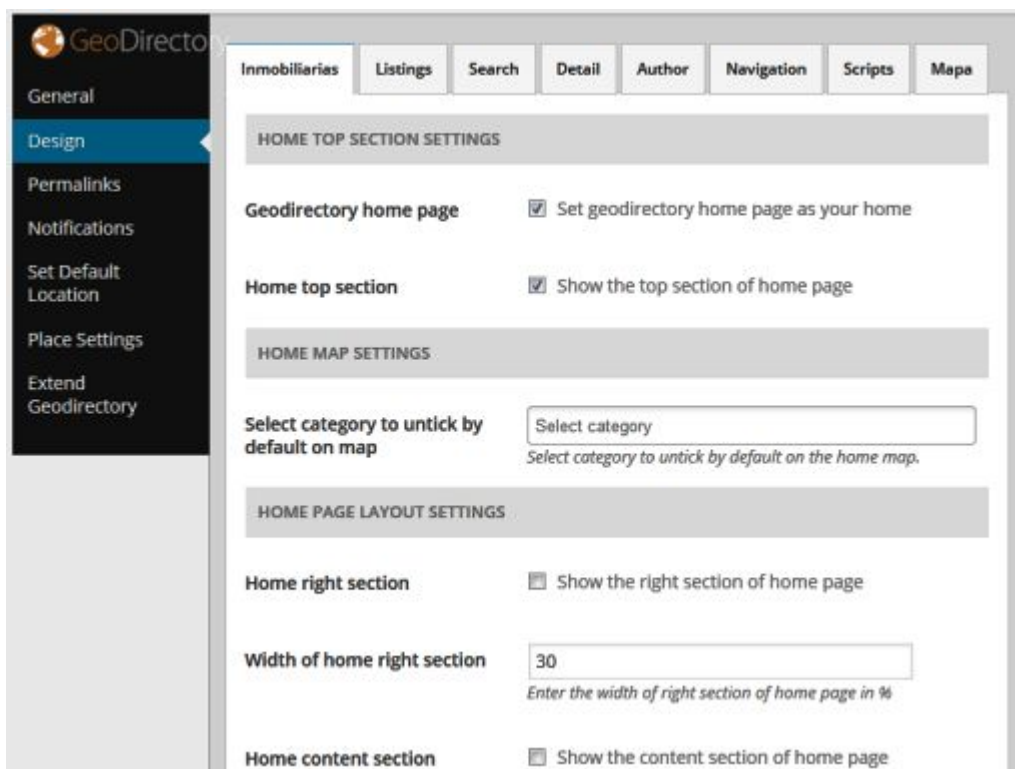 GeoDirectory
General
Design
Permalinks
Notifications
Set Default
Location
Place Settings
Extend
Geodirectory
Inmobiliarias Listings Search Detail Author Navigation Scripts Mapa
HOME TOP SECTION SETTINGS
Geodirectory home page Set geodirectory home page as your home
Home top section Show the top section of home page
HOME MAP SETTINGS
Select category to untick by
default on map
Select category
Select category to untick by default on the home map.
HOME PAGE LAYOUT SETTINGS
Home right section Show the right section of home page
Width of home right section 30
Enter the width of right section of home page in %
Home content section Show the content section of home page